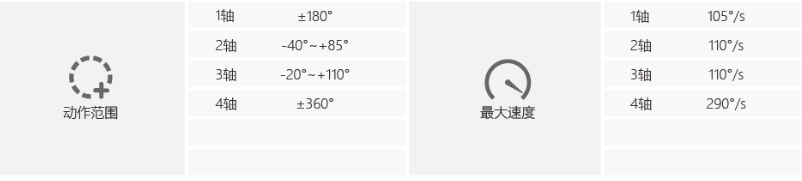 动作范围
1轴 ±180°
2轴 -40°~+85°
3轴 -20°~+110°
4轴 ±360°
最大速度
1轴 105°/s
2轴 110°/s
3轴 110°/s
4轴 290°/s